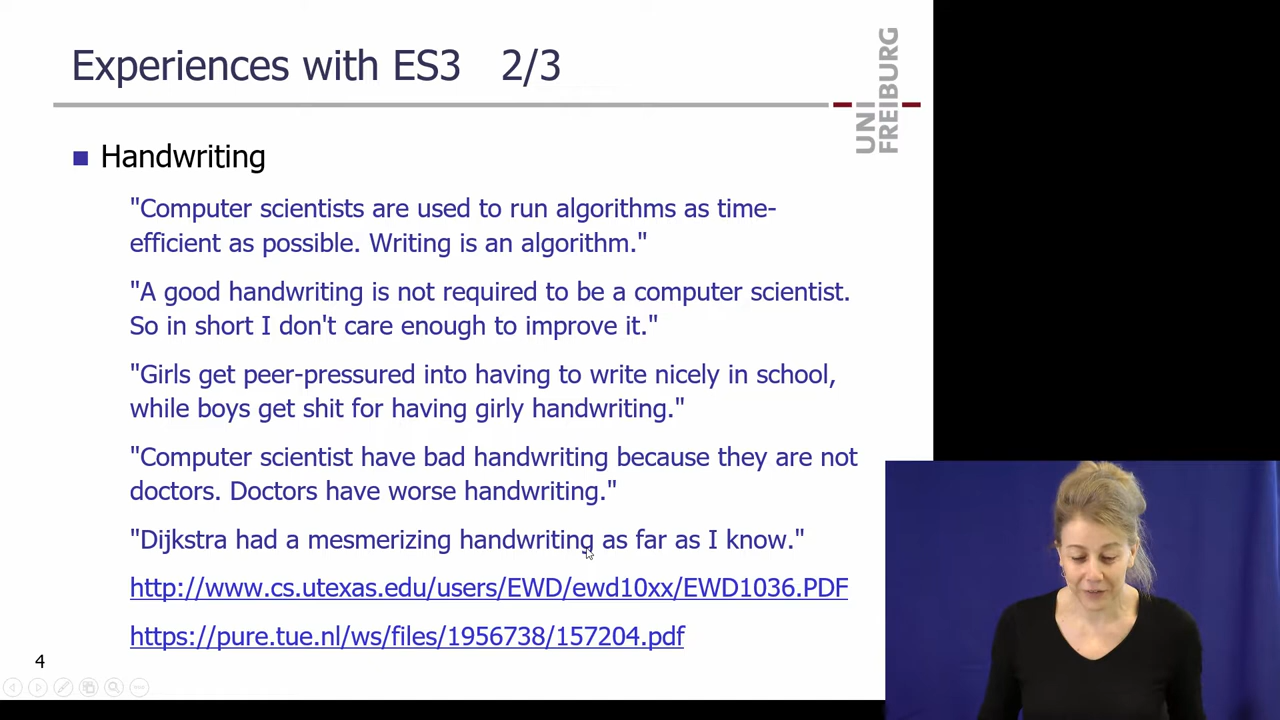 Experiences with ES3 2/3
UNI
FREIBURG
Handwriting
"Computer scientists are used to run algorithms as time-
efficient as possible. Writing is an algorithm."
"A good handwriting is not required to be a computer scientist.
So in short I don't care enough to improve it."
"Girls get peer-pressured into having to write nicely in school,
while boys get shit for having girly handwriting."
"Computer scientist have bad handwriting because they are not
doctors. Doctors have worse handwriting."
"Dijkstra had a mesmerizing handwriting as far as I know."
http://www.cs.utexas.edu/users/EWD/ewd10xx/EWD1036.PDF
https://pure.tue.nl/ws/files/1956738/157204.pdf
4